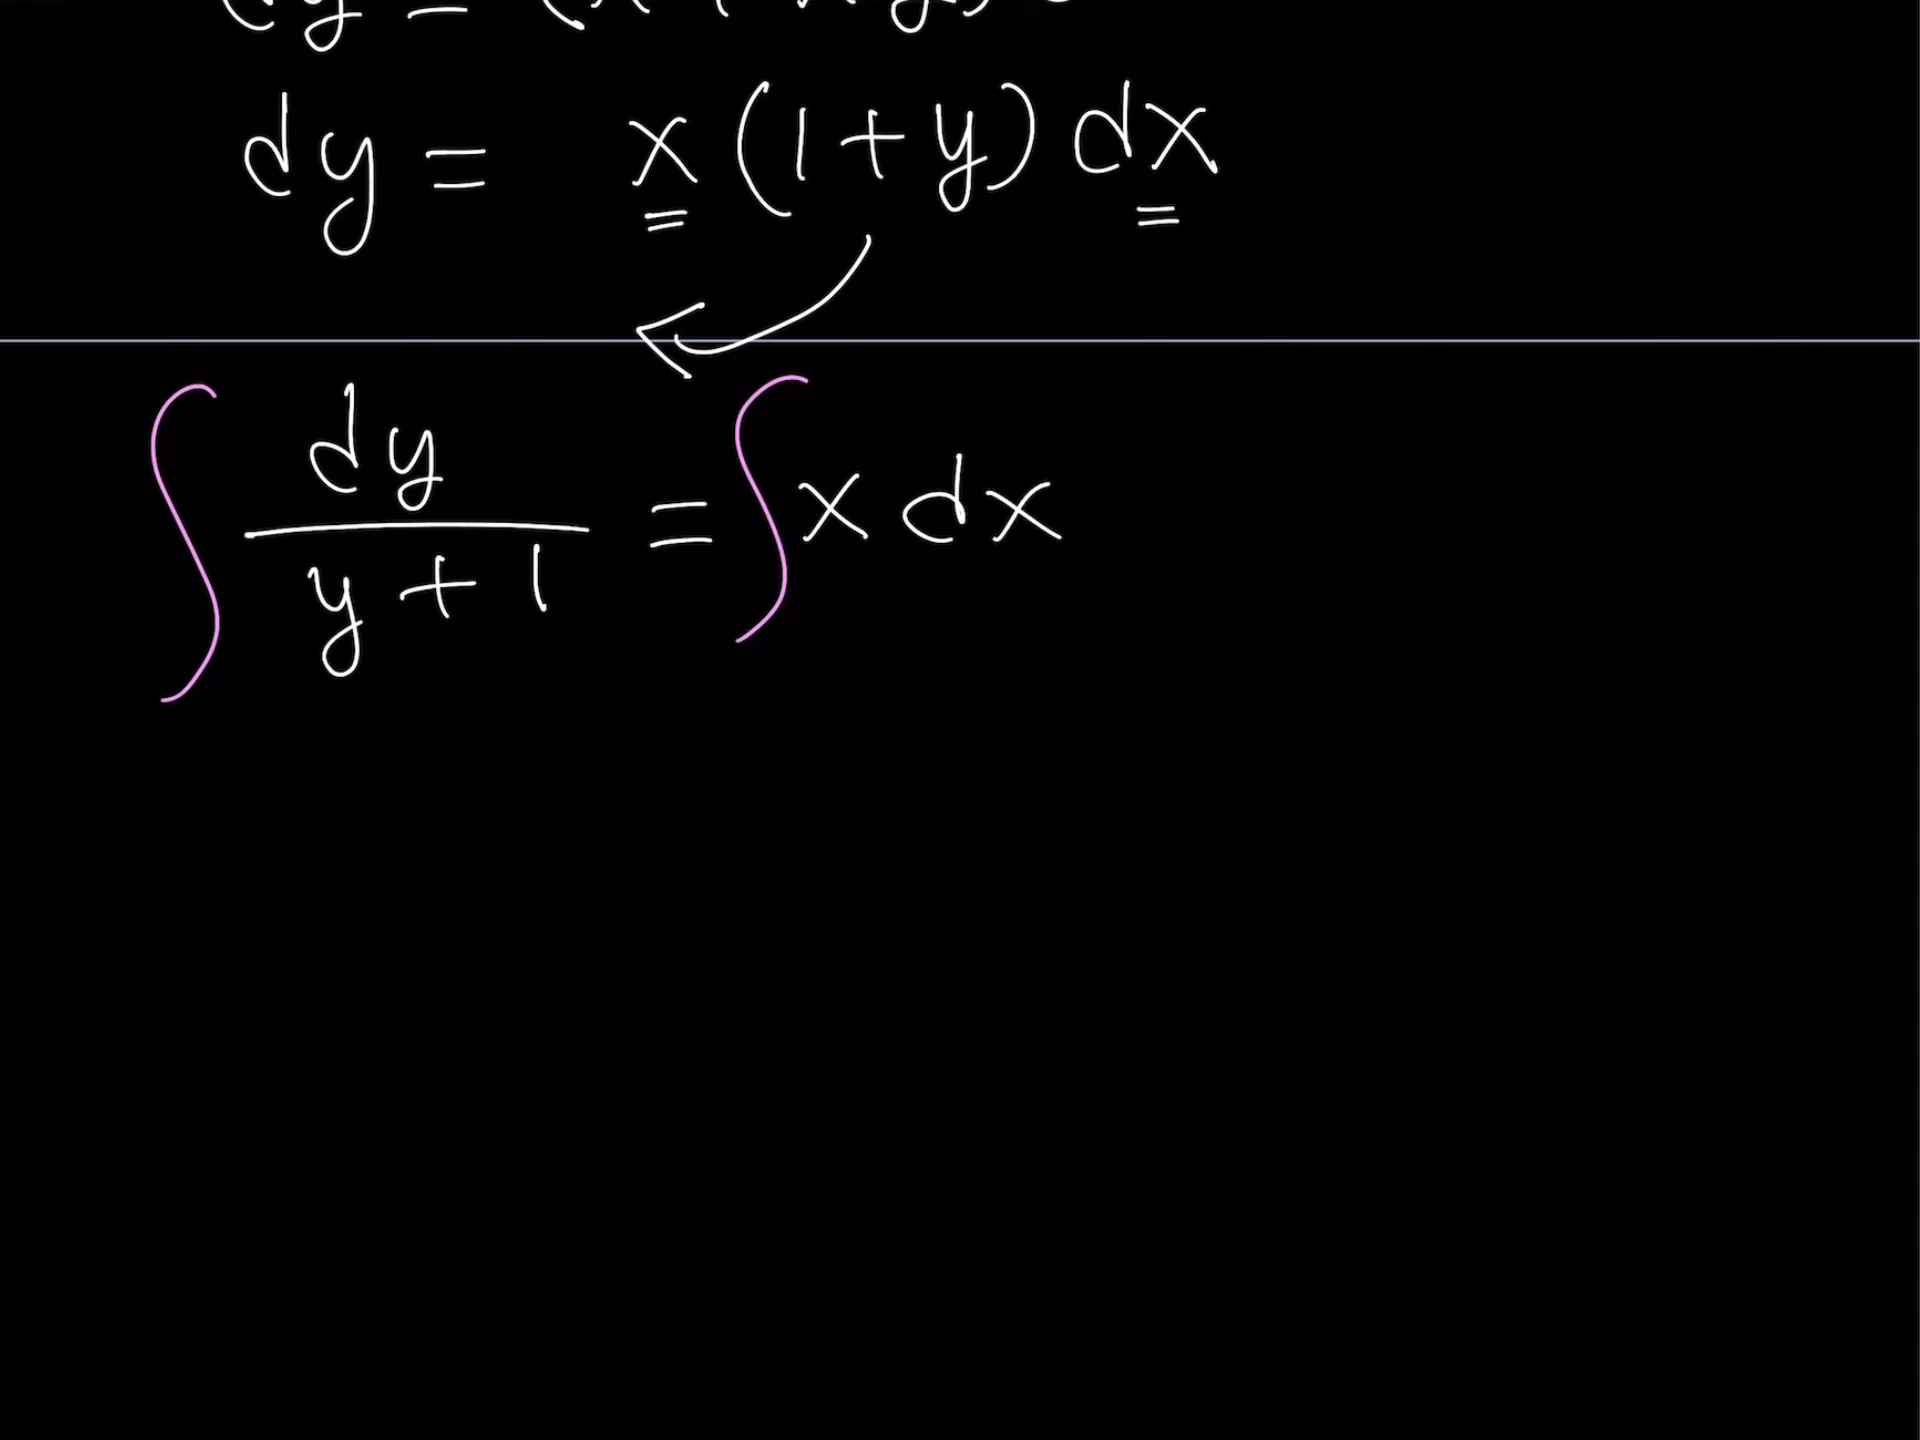 dy = x (1 + y) dx
∫ dy / (y + 1) = ∫ x dx